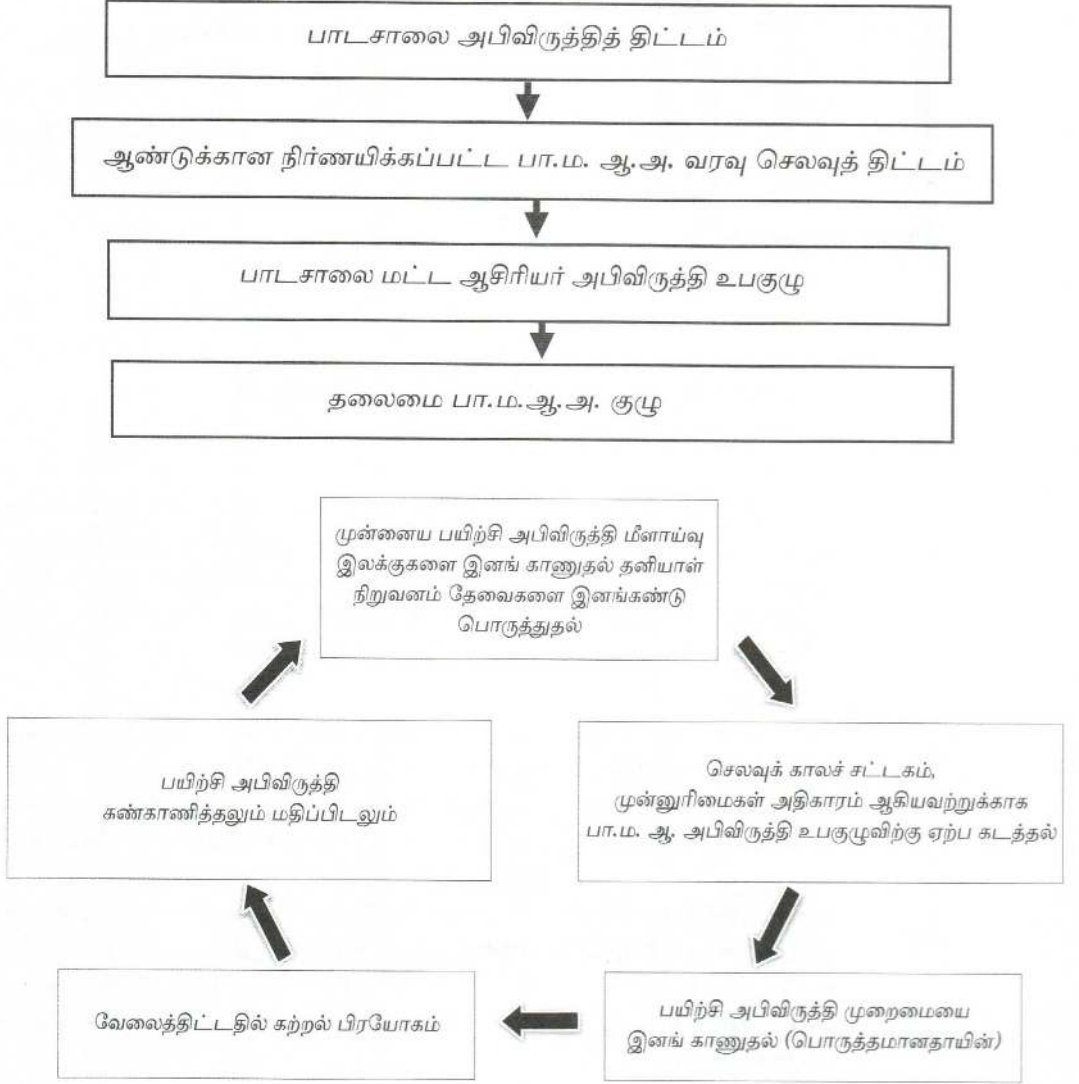 பாடசாலை அபிவிருத்தித் திட்டம்
ஆண்டுக்கான நிர்ணயிக்கப்பட்ட பா.ம. ஆ.அ. வரவு செலவுத் திட்டம்
பாடசாலை மட்ட ஆசிரியர் அபிவிருத்தி உபகுழு
தலைமை பா.ம.ஆ.அ. குழு
முன்னைய பயிற்சி அபிவிருத்தி மீளாய்வு
இலக்குகளை இனங் காணுதல் தனியாள்
நிறுவனம் தேவைகளை இனங்கண்டு
பொருத்துதல்
செலவுக் காலச் சட்டகம்,
முன்னுரிமைகள் அதிகாரம் ஆகியவற்றுக்காக
பா.ம. ஆ. அபிவிருத்தி உபகுழுவிற்கு ஏற்ப கடத்தல்
பயிற்சி அபிவிருத்தி முறைமையை
இனங் காணுதல் (பொருத்தமானதாயின்)
வேலைத்திட்டதில் கற்றல் பிரயோகம்
பயிற்சி அபிவிருத்தி
கண்காணித்தலும் மதிப்பிடலும்